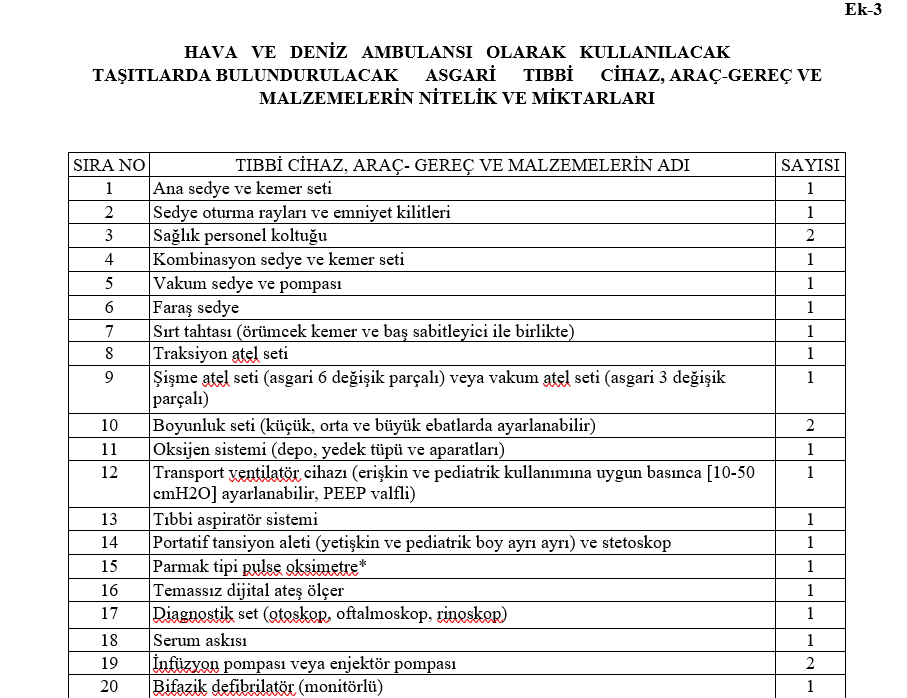 Ek-3
HAVA VE DENİZ AMBULANSI OLARAK KULLANILACAK
TAŞITLARDA BULUNDURULACAK ASGARİ TIBBİ CİHAZ, ARAÇ-GEREÇ VE
MALZEMELERİN NİTELİK VE MİKTARLARI
SIRA NO TIBBİ CİHAZ, ARAÇ- GEREÇ VE MALZEMELERİN ADI SAYISI
1 Ana sedye ve kemer seti 1
2 Sedye oturma rayları ve emniyet kilitleri 1
3 Sağlık personel koltuğu 2
4 Kombinasyon sedye ve kemer seti 1
5 Vakum sedye ve pompası 1
6 Faraş sedye 1
7 Sırt tahtası (örümcek kemer ve baş sabitleyici ile birlikte) 1
8 Traksiyon atel seti 1
9 Şişme atel seti (asgari 6 değişik parçalı) veya vakum atel seti (asgari 3 değişik 1
parçalı)
10 Boyunluk seti (küçük, orta ve büyük ebatlarda ayarlanabilir) 2
11 Oksijen sistemi (depo, yedek tüpü ve aparatları) 1
12 Transport ventilatör cihazı (erişkin ve pediatrik kullanımına uygun basınca [10-50 1
cmH2O] ayarlanabilir, PEEP valfli)
13 Tıbbi aspiratör sistemi 1
14 Portatif tansiyon aleti (yetişkin ve pediatrik boy ayrı ayrı) ve stetoskop 1
15 Parmak tipi pulse oksimetre* 1
16 Temassız dijital ateş ölçer 1
17 Diagnostik set (otoskop, oftalmoskop, rinoskop) 1
18 Serum askısı 1
19 İnfüzyon pompası veya enjektör pompası 2
20 Bifazik defibrilatör (monitörlü) 1